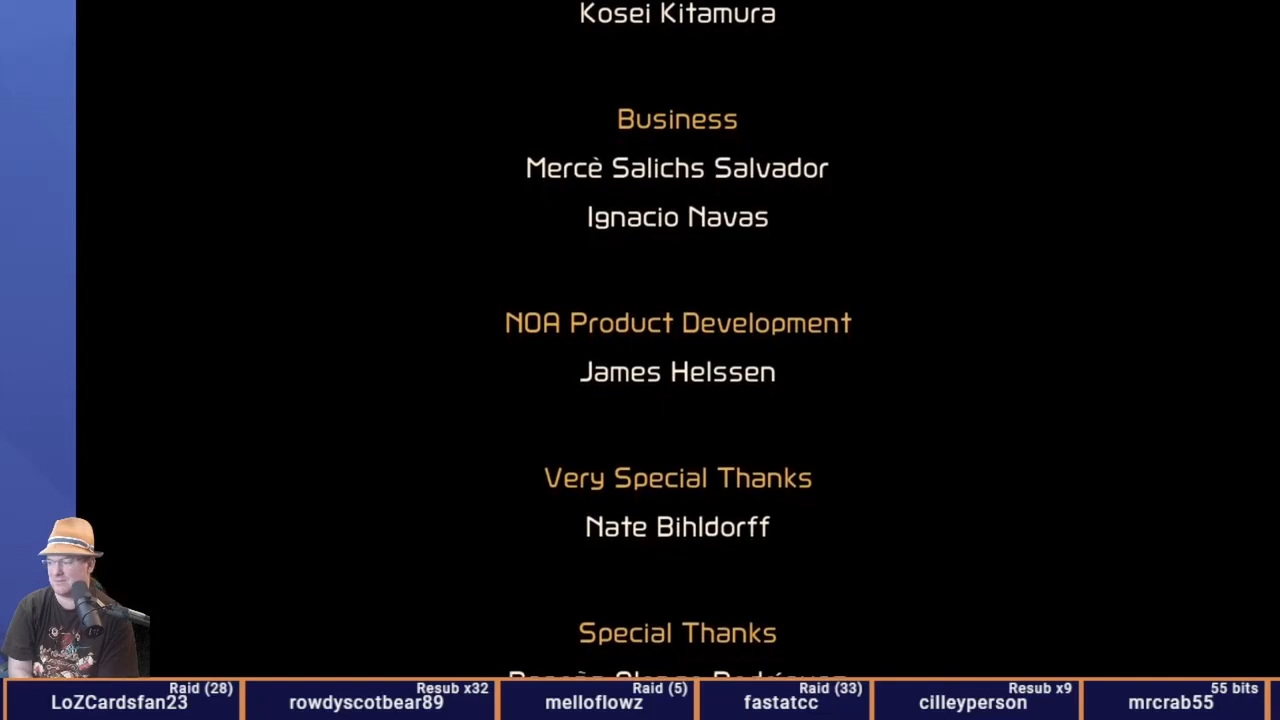 Kosei Kitamura
Business
Mercè Salichs Salvador
Ignacio Navas
NOA Product Development
James Helssen
Very Special Thanks
Nate Bihldorff
Special Thanks
Raid (28)
LoZCardsfan23
Resub x32
rowdyscotbear89
Raid (5)
melloflowz
Raid (33)
fastatcc
Resub x9
cilleyperson
55 bits
mrcrab55